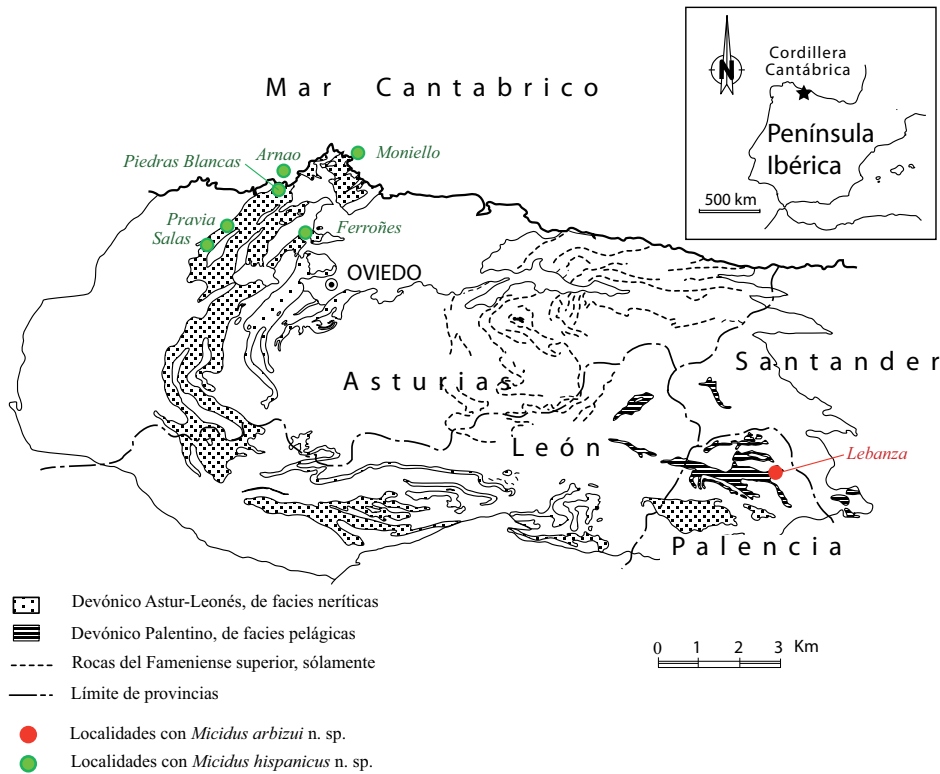 Mar Cantabrico
Cordillera
Cantábrica
N
Península
Ibérica
500 km
Arnao
Moniello
Piedras Blancas
Pravia
Salas
Ferroñes
OVIEDO
Santander
Asturias
León
Lebanza
Palencia
Devónico Astur-Leonés, de facies neríticas
Devónico Palentino, de facies pelágicas
Rocas del Fameniense superior, sólamente
Límite de provincias
Localidades con Micidus arbizui n. sp.
Localidades con Micidus hispanicus n. sp.
0 1 2 3 Km